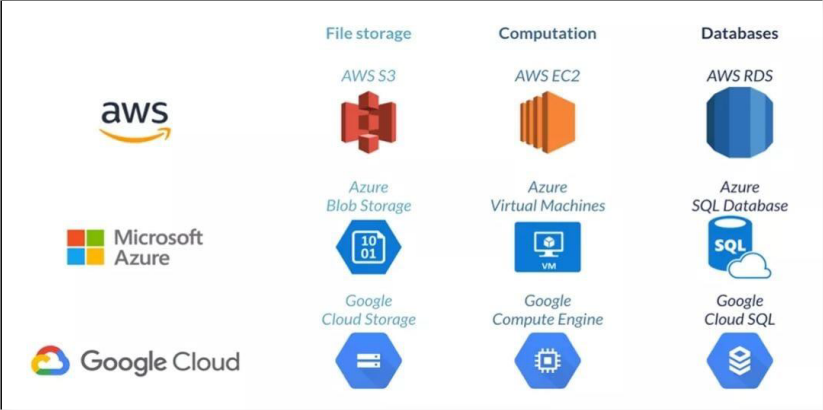 File storage Computation Databases
AWS S3 AWS EC2 AWS RDS
aws
Azure Azure Azure
Blob Storage Virtual Machines SQL Database
Microsoft
Azure
10
01
VM
SQL
Google Google Google
Cloud Storage Compute Engine Cloud SQL
Google Cloud